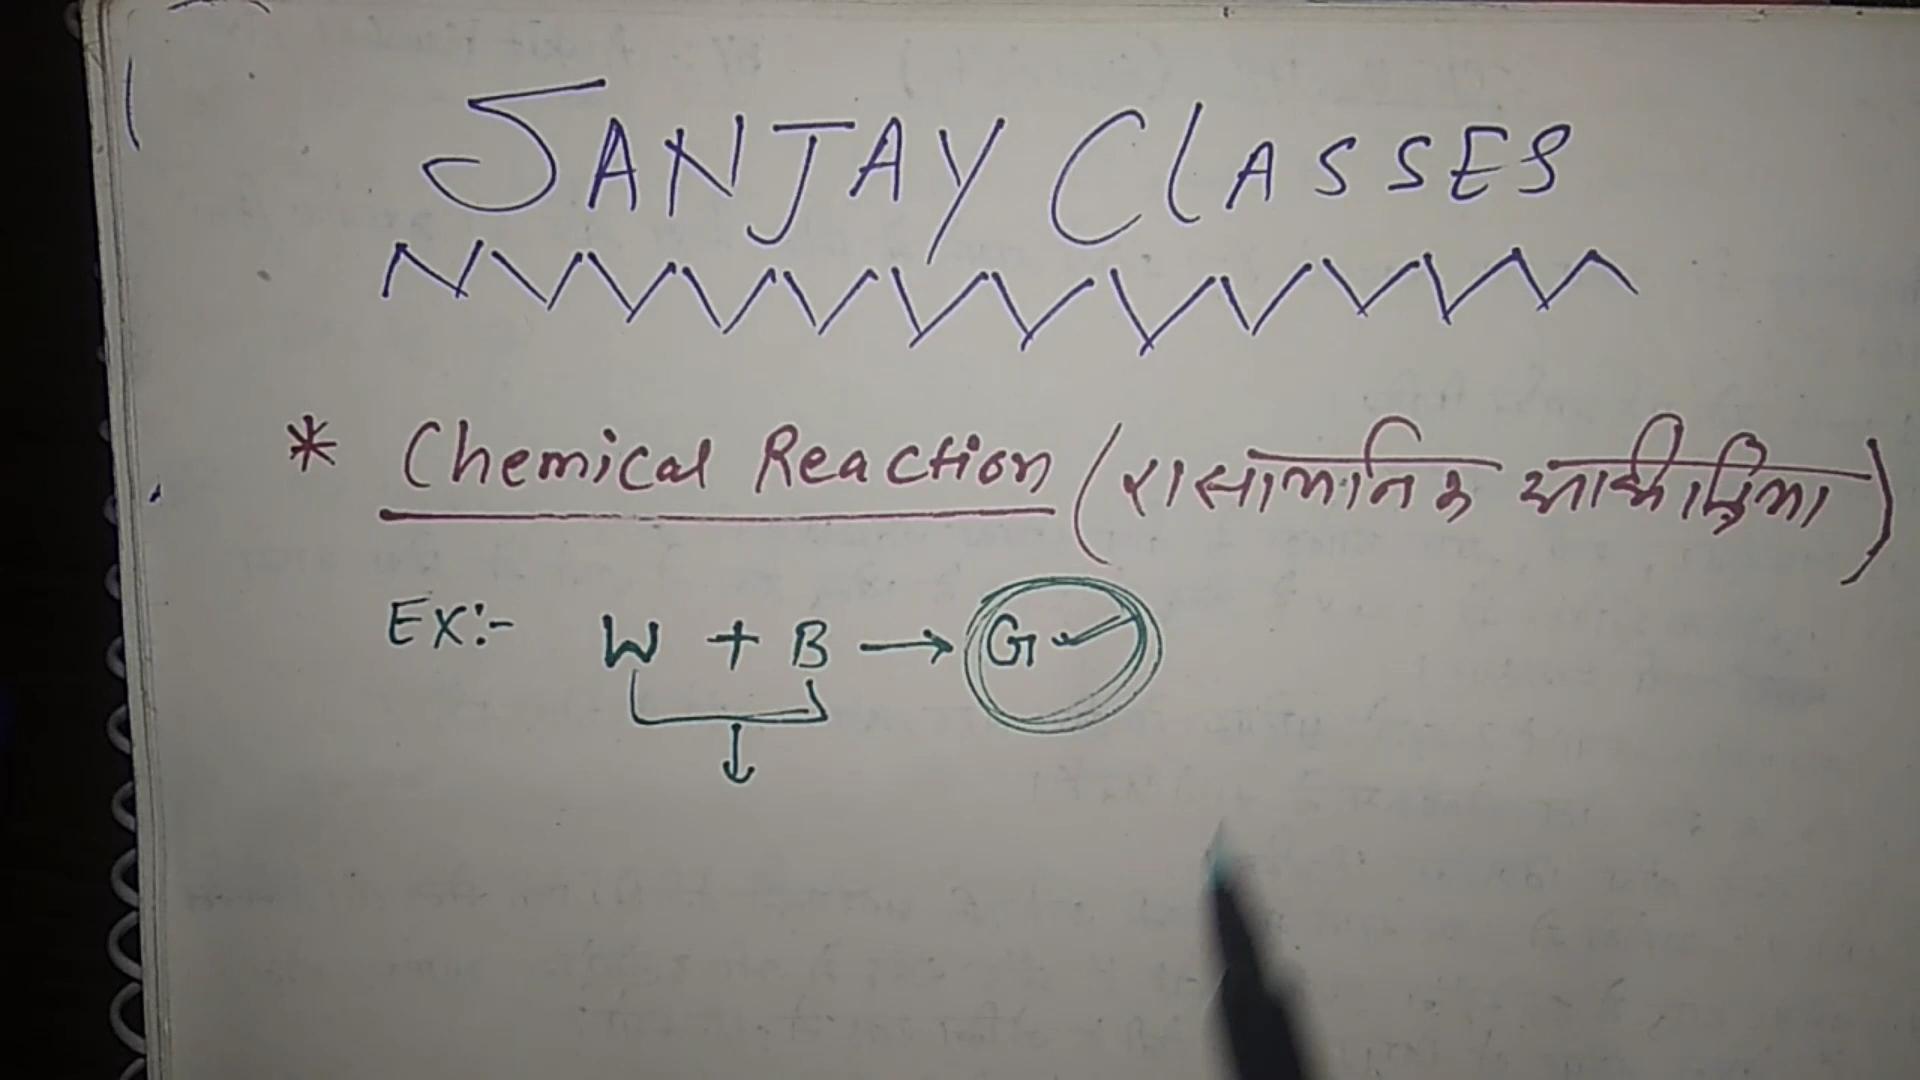 SANJAY CLASSES
* Chemical Reaction (रासायनिक अभिक्रिया)
EX:- W + B → G